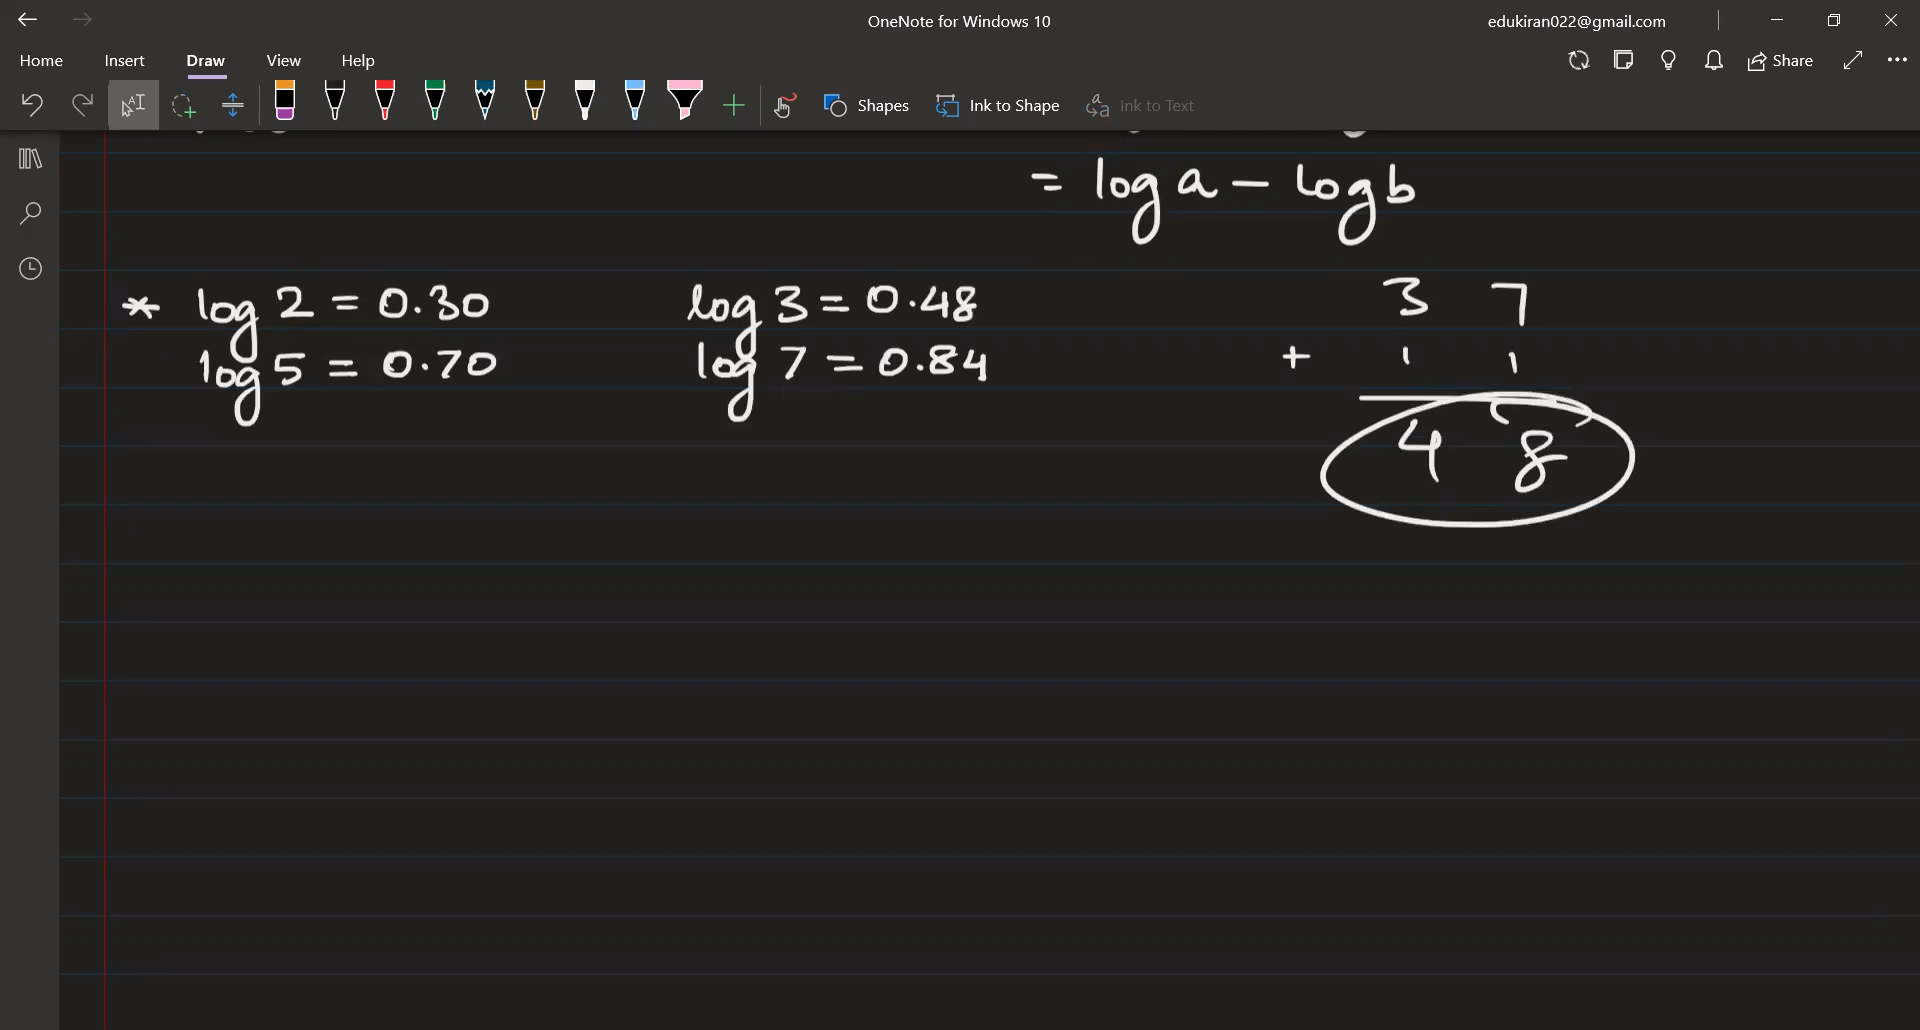 OneNote for Windows 10
edukiran022@gmail.com
Home Insert Draw View Help
Share
Shapes Ink to Shape Ink to Text
= log a - log b
* log 2 = 0.30 log 3 = 0.48
log 5 = 0.70 log 7 = 0.84
3 7
+ 1 1
4 8